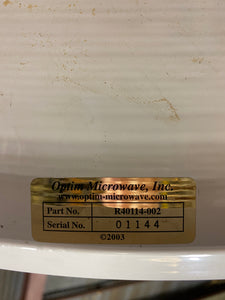 Optim Microwave, Inc.
www.optim-microwave.com
Part No. R40114-002
Serial No. 01144
©2003